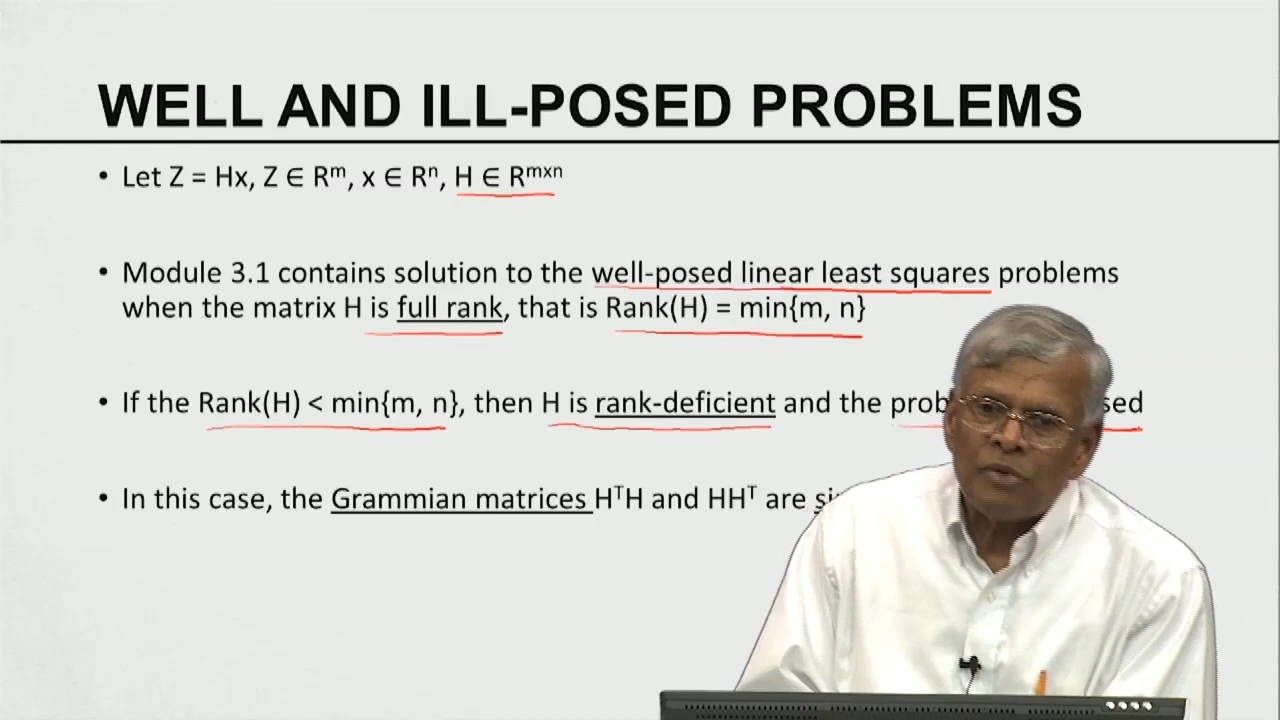 WELL AND ILL-POSED PROBLEMS
• Let Z = Hx, Z ∈ Rᵐ, x ∈ Rⁿ, H ∈ Rᵐˣⁿ
• Module 3.1 contains solution to the well-posed linear least squares problems
when the matrix H is full rank, that is Rank(H) = min{m, n}
• If the Rank(H) < min{m, n}, then H is rank-deficient and the
• In this case, the Grammian matrices HᵀH and HHᵀ are